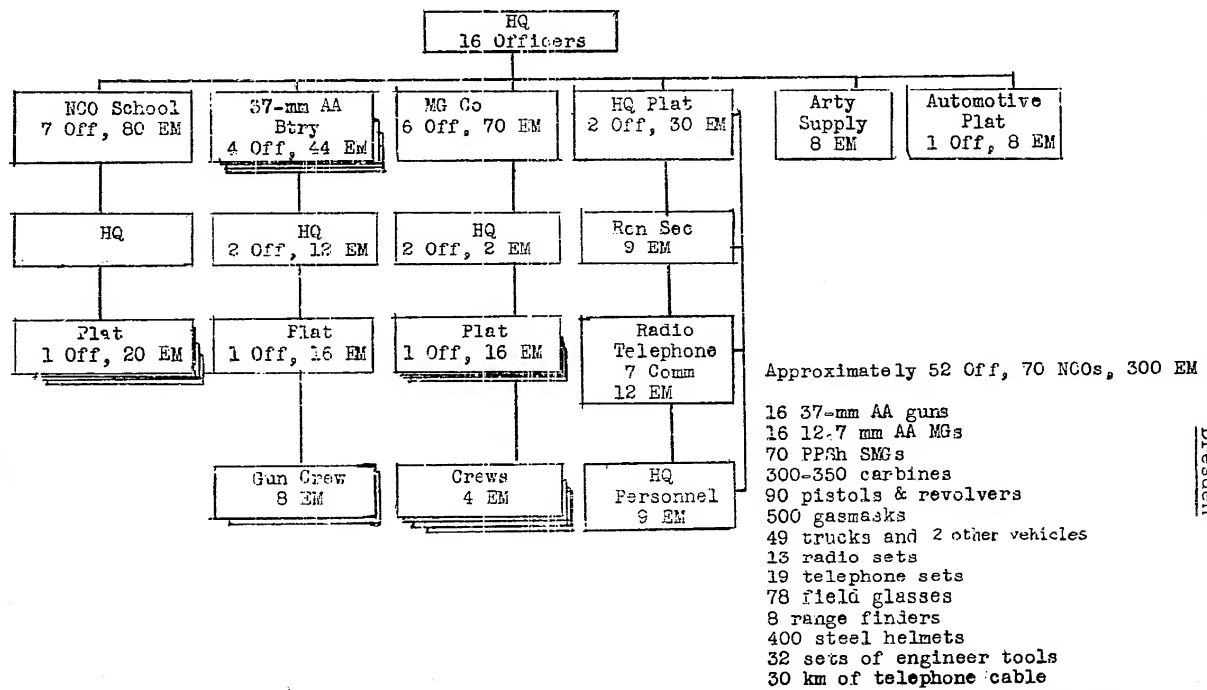 HQ
16 Officers
NCO School
7 Off, 80 EM
37-mm AA
Btry
4 Off, 44 EM
MG Co
6 Off, 70 EM
HQ Plat
2 Off, 30 EM
Arty
Supply
8 EM
Automotive
Plat
1 Off, 8 EM
HQ
HQ
2 Off, 12 EM
HQ
2 Off, 2 EM
Rcn Sec
9 EM
Plat
1 Off, 20 EM
Plat
1 Off, 16 EM
Plat
1 Off, 16 EM
Radio
Telephone
7 Comm
12 EM
Gun Crew
8 EM
Crews
4 EM
HQ
Personnel
9 EM
Approximately 52 Off, 70 NCOs, 300 EM
16 37-mm AA guns
16 12.7 mm AA MGs
70 PPSh SMGs
300-350 carbines
90 pistols & revolvers
500 gasmasks
49 trucks and 2 other vehicles
13 radio sets
19 telephone sets
78 field glasses
8 range finders
400 steel helmets
32 sets of engineer tools
30 km of telephone cable
Dresden